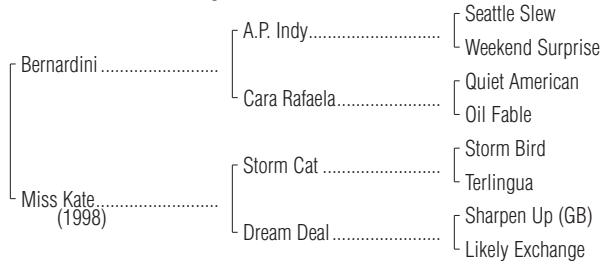 Seattle Slew
A.P. Indy.................................
Weekend Surprise
Bernardini..............................
Quiet American
Cara Rafaela..........................
Oil Fable
Storm Bird
Storm Cat..............................
Terlingua
Miss Kate...............................
(1998)
Sharpen Up (GB)
Dream Deal...........................
Likely Exchange